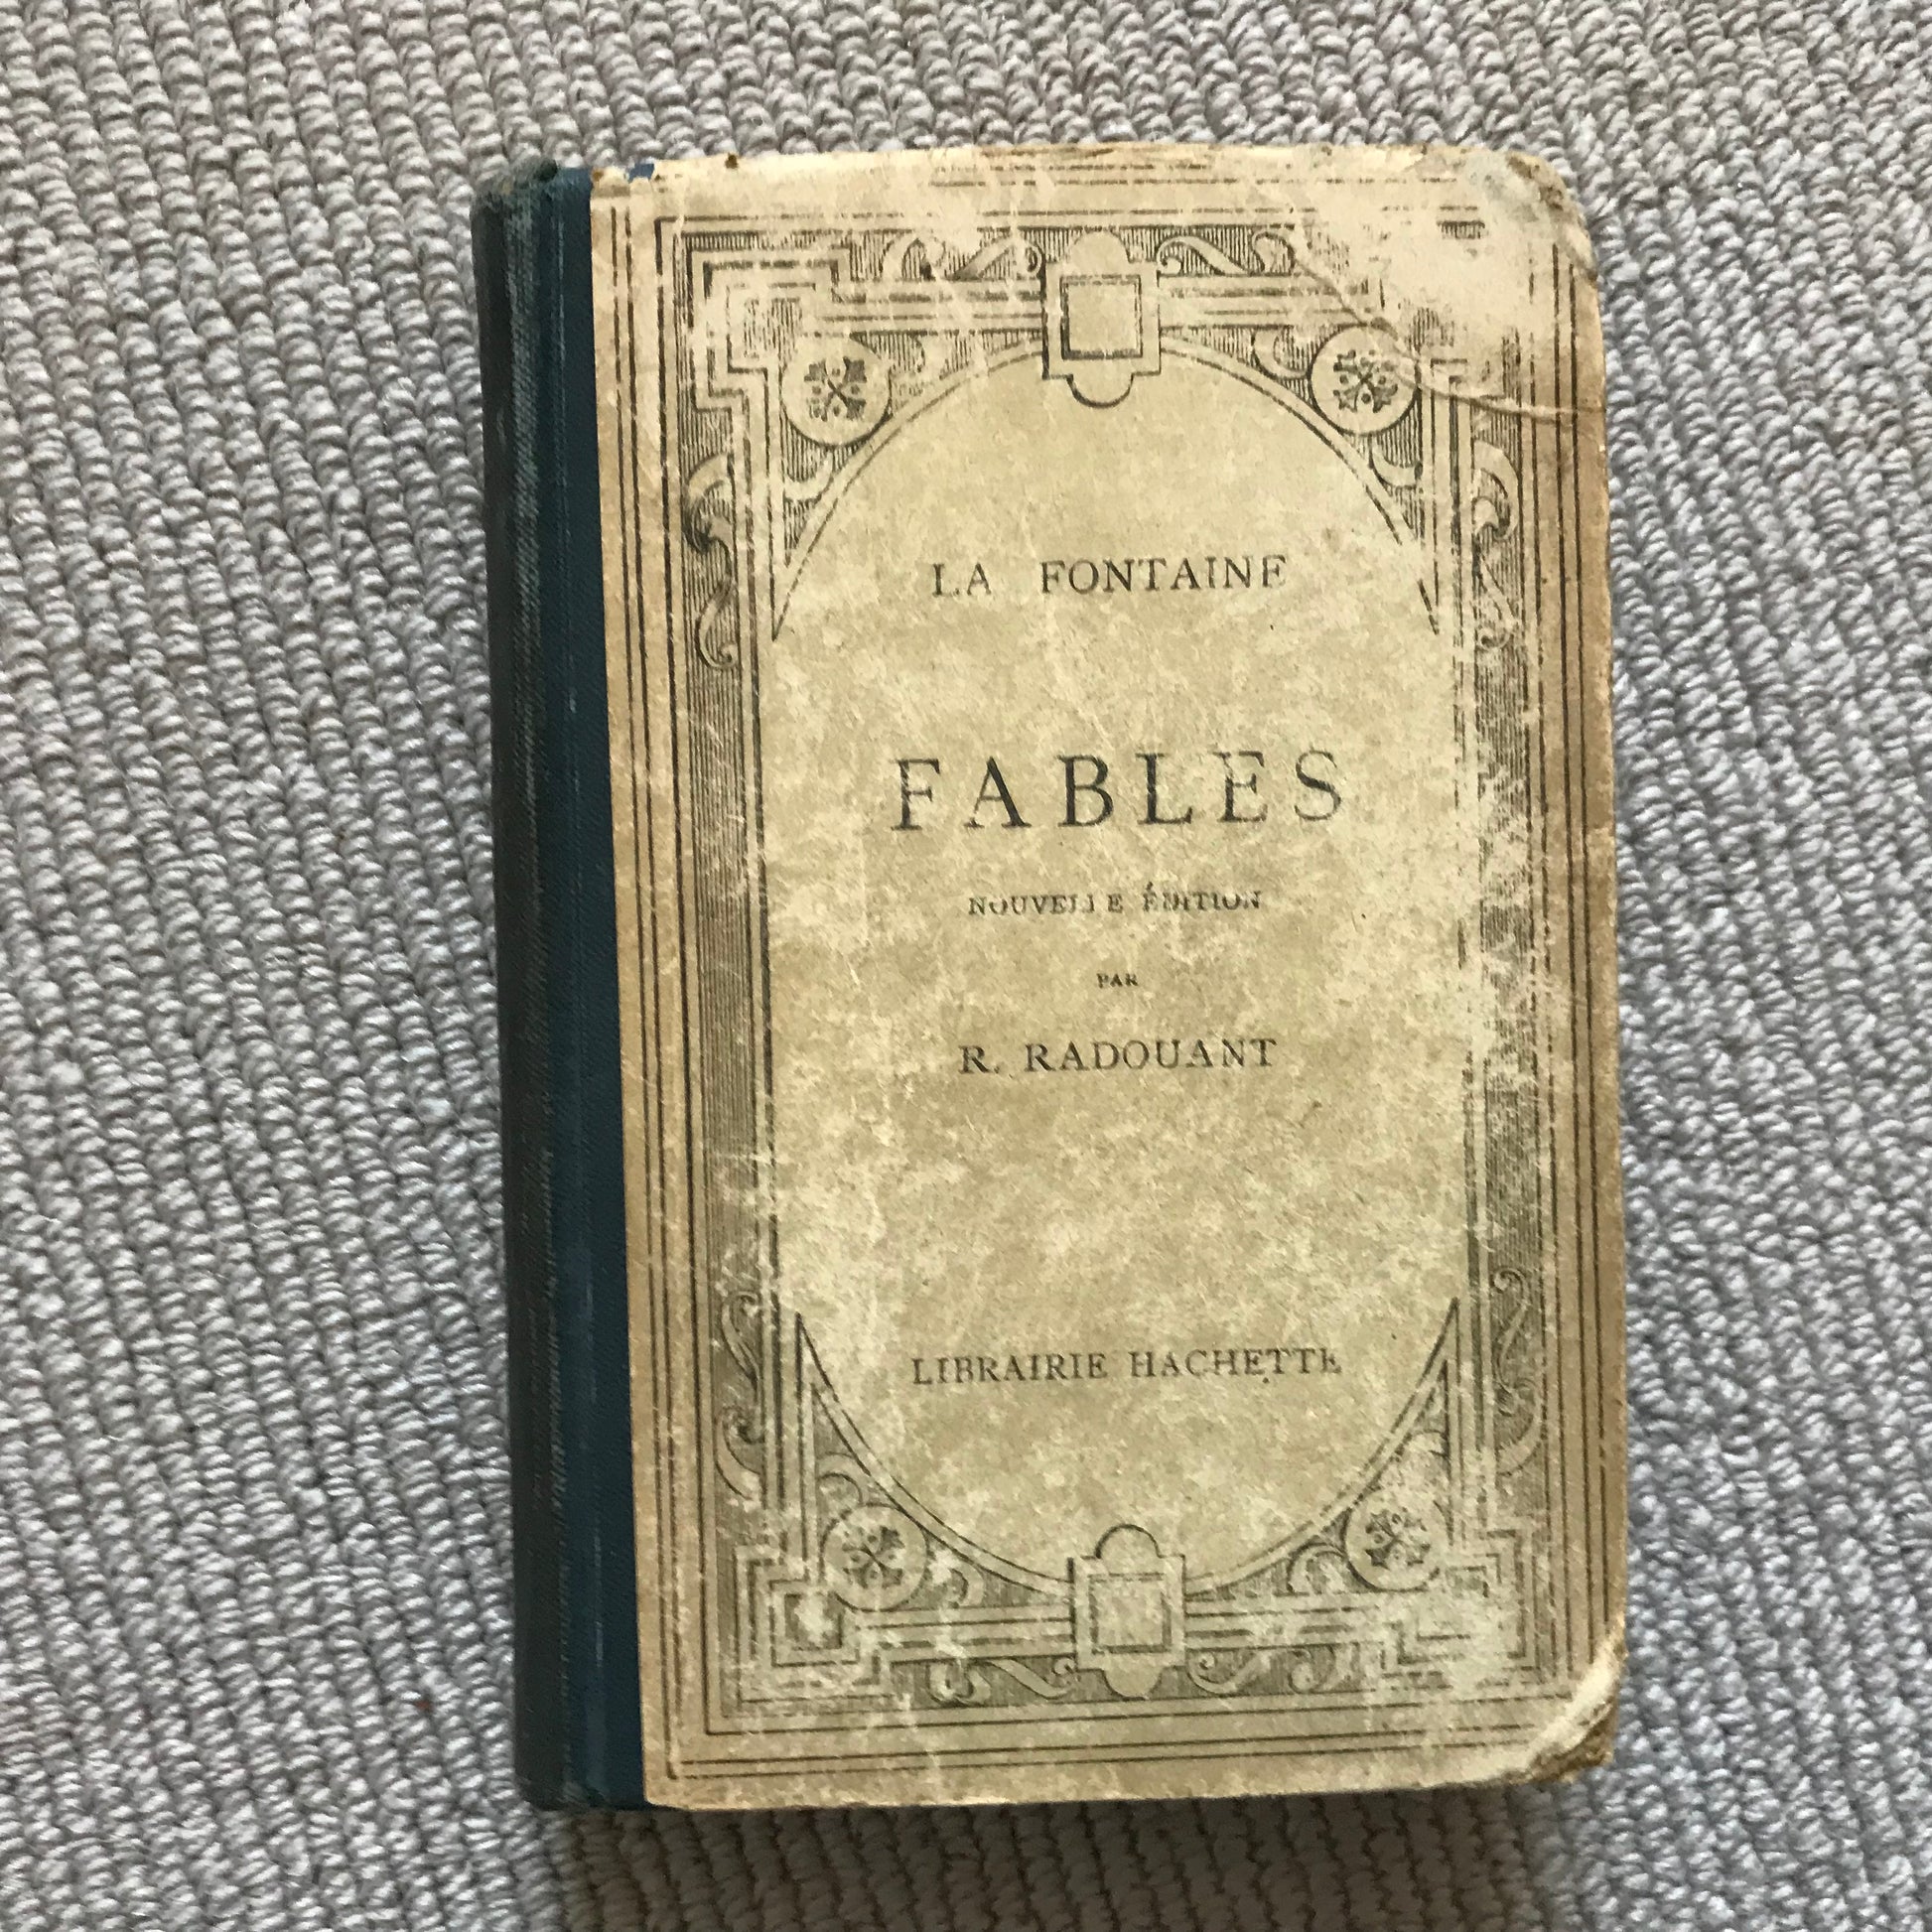 LA FONTAINE
FABLES
NOUVELLE ÉDITION
PAR
R. RADOUANT
LIBRAIRIE HACHETTE